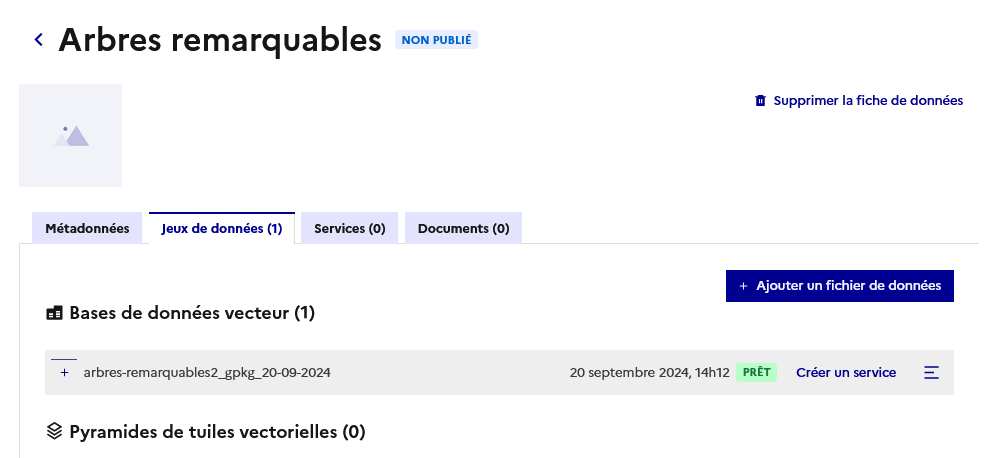 Arbres remarquables NON PUBLIÉ
Supprimer la fiche de données
Métadonnées Jeux de données (1) Services (0) Documents (0)
+ Ajouter un fichier de données
Bases de données vecteur (1)
+ arbres-remarquables2_gpkg_20-09-2024 20 septembre 2024, 14h12 PRÊT Créer un service
Pyramides de tuiles vectorielles (0)